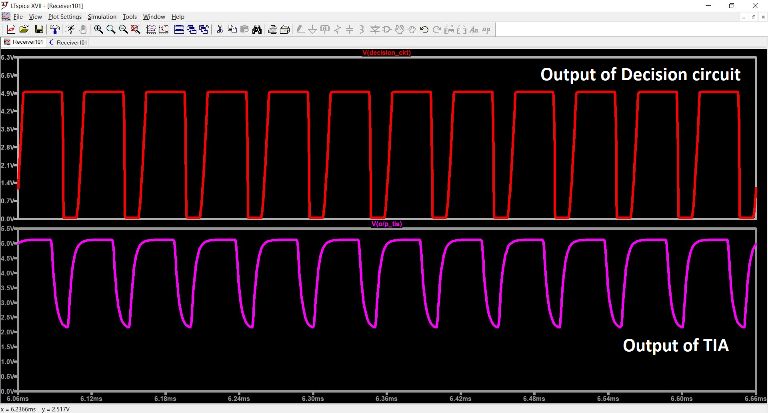 LTspice XVII - [Receiver101]
File View Plot Settings Simulation Tools Window Help
Receiver101 Receiver101
V(decision_ckt)
6.3V
Output of Decision circuit
5.6V
4.9V
4.2V
3.5V
2.8V
2.1V
1.4V
0.7V
0.0V
V(o/p_tia)
5.5V
5.0V
4.5V
4.0V
3.5V
3.0V
2.5V
2.0V
Output of TIA
1.5V
1.0V
0.5V
0.0V
6.06ms 6.12ms 6.18ms 6.24ms 6.30ms 6.36ms 6.42ms 6.48ms 6.54ms 6.60ms 6.66ms
x = 6.2366ms y = 2.517V